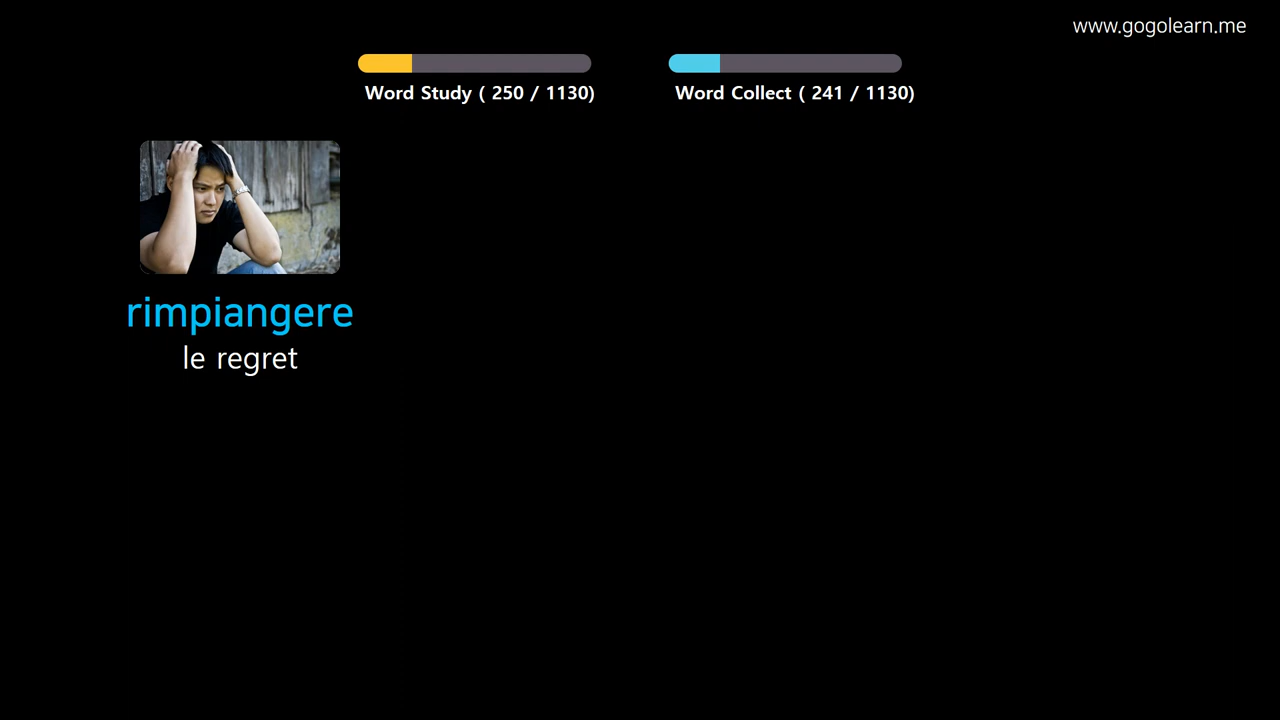 www.gogolearn.me
Word Study ( 250 / 1130)
Word Collect ( 241 / 1130)
rimpiangere
le regret